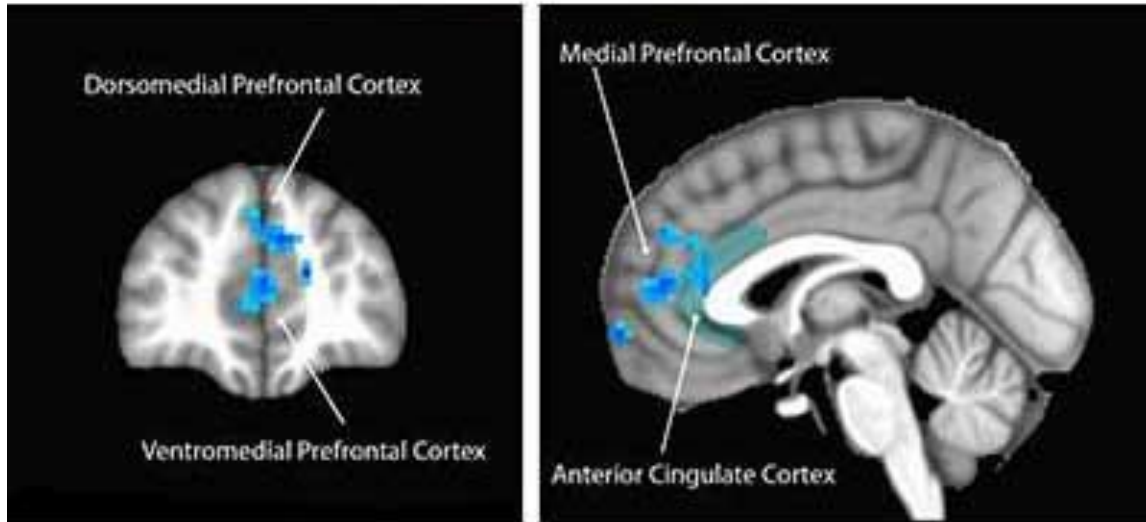 Dorsomedial Prefrontal Cortex
Ventromedial Prefrontal Cortex
Medial Prefrontal Cortex
Anterior Cingulate Cortex